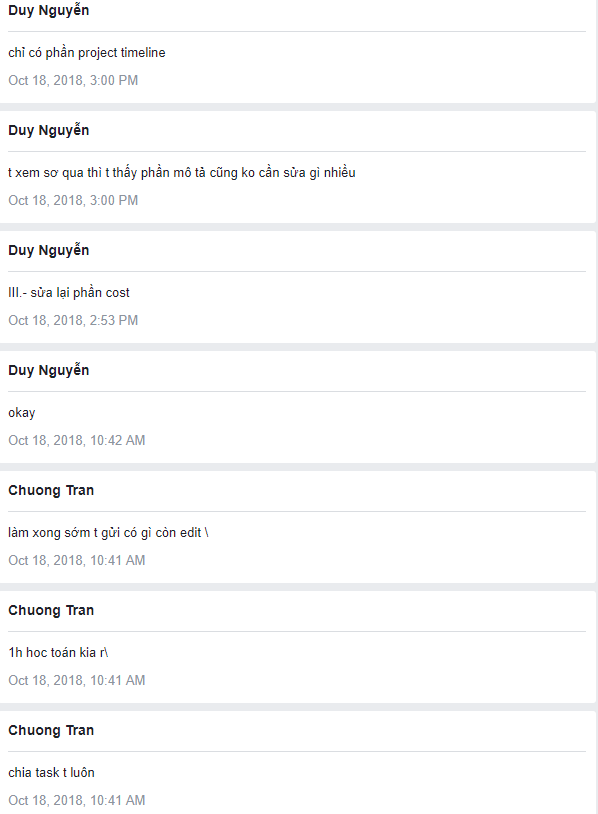 Duy Nguyễn
chỉ có phần project timeline
Oct 18, 2018, 3:00 PM
Duy Nguyễn
t xem sơ qua thì t thấy phần mô tả cũng ko cần sửa gì nhiều
Oct 18, 2018, 3:00 PM
Duy Nguyễn
III.- sửa lại phần cost
Oct 18, 2018, 2:53 PM
Duy Nguyễn
okay
Oct 18, 2018, 10:42 AM
Chuong Tran
làm xong sớm t gửi có gì còn edit \
Oct 18, 2018, 10:41 AM
Chuong Tran
1h hoc toán kia r\
Oct 18, 2018, 10:41 AM
Chuong Tran
chia task t luôn
Oct 18, 2018, 10:41 AM